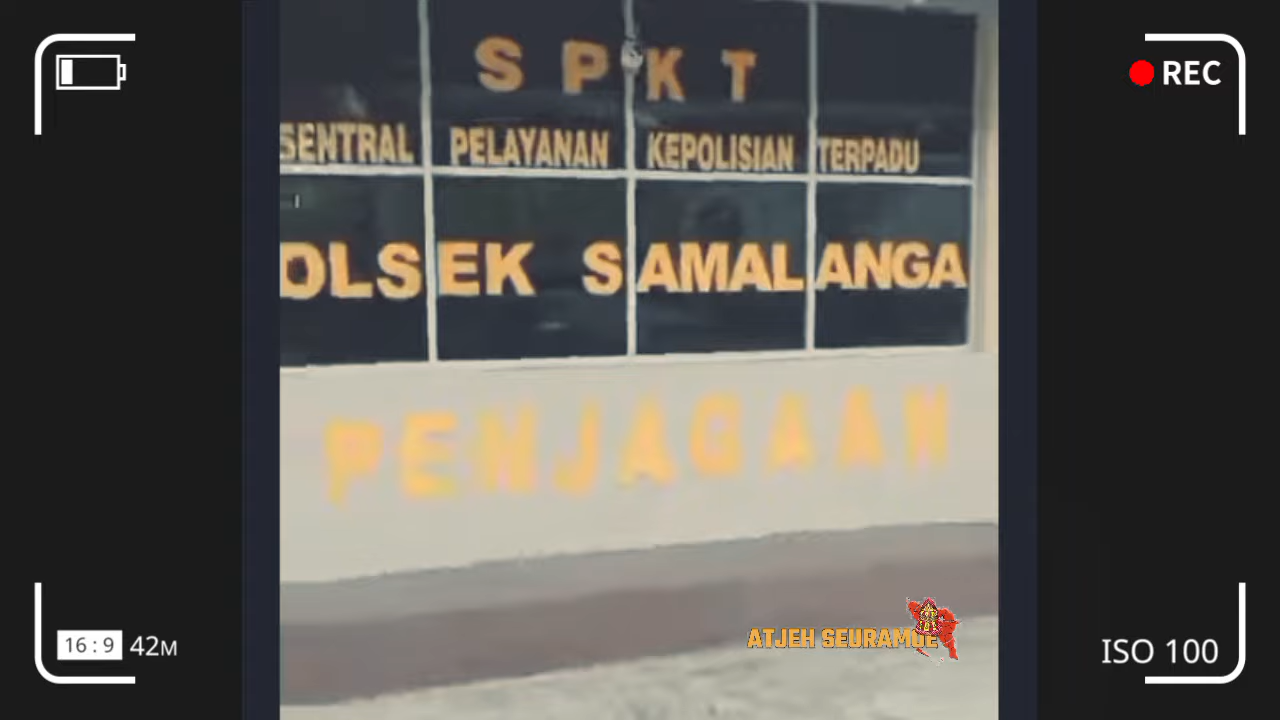 REC
S P K T
SENTRAL PELAYANAN KEPOLISIAN TERPADU
OLSEK SAMALANGA
PENJAGAAN
ATJEH SEURAMOE
16:9 42M
ISO 100